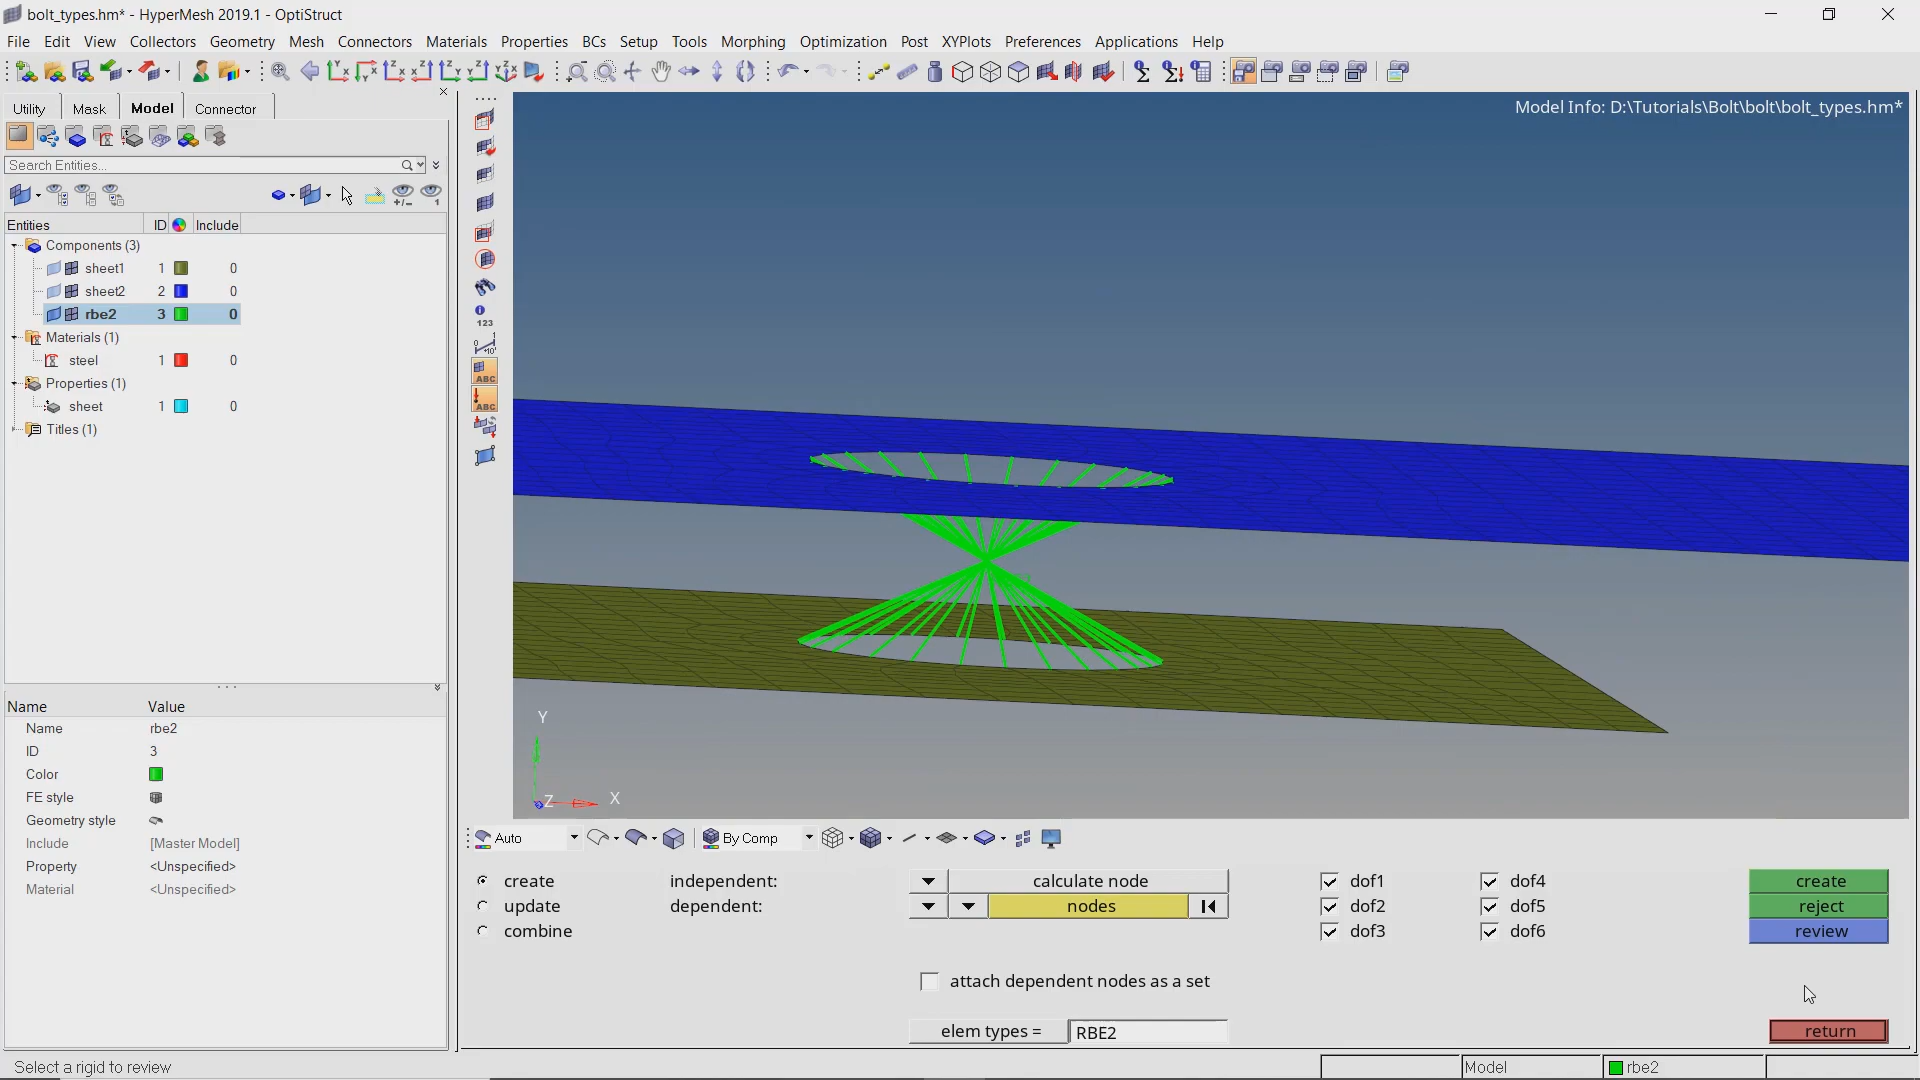 bolt_types.hm* - HyperMesh 2019.1 - OptiStruct
File Edit View Collectors Geometry Mesh Connectors Materials Properties BCs Setup Tools Morphing Optimization Post XYPlots Preferences Applications Help
Utility Mask Model Connector
Model Info: D:\Tutorials\Bolt\bolt\bolt_types.hm*
Search Entities...
Entities ID Include
Components (3)
sheet1 1 0
sheet2 2 0
rbe2 3 0
Materials (1)
steel 1 0
Properties (1)
sheet 1 0
Titles (1)
123
ABC
ABC
Name Value
Name rbe2
ID 3
Color
FE style
Geometry style
Include [Master Model]
Property <Unspecified>
Material <Unspecified>
Y
Z X
Auto By Comp
create independent: calculate node dof1 dof4 create
update dependent: nodes dof2 dof5 reject
combine dof3 dof6 review
attach dependent nodes as a set
elem types = RBE2 return
Select a rigid to review Model rbe2